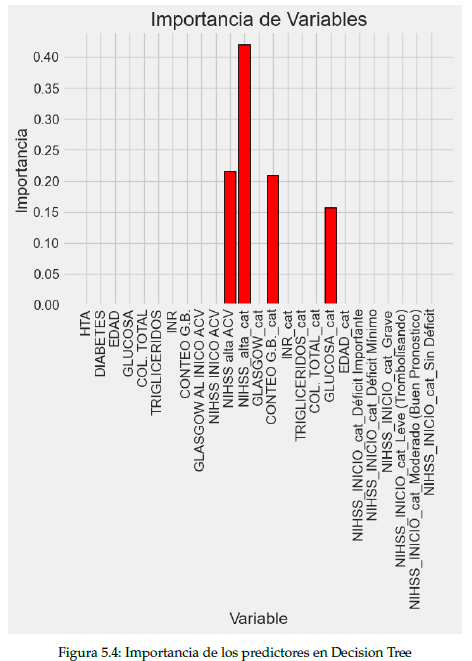 Importancia de Variables
Importancia
0.40
0.35
0.30
0.25
0.20
0.15
0.10
0.05
0.00
HTA
DIABETES
EDAD
GLUCOSA
COL. TOTAL
TRIGLICERIDOS
INR
CONTEO G.B.
GLASGOW AL INICO ACV
NIHSS INICO ACV
NIHSS alta ACV
NIHSS_alta_cat
GLASGOW_cat
CONTEO G.B._cat
INR_cat
TRIGLICERIDOS_cat
COL. TOTAL_cat
GLUCOSA_cat
EDAD_cat
NIHSS_INICIO_cat_Déficit Importante
NIHSS_INICIO_cat_Déficit Mínimo
NIHSS_INICIO_cat_Grave
NIHSS_INICIO_cat_Leve (Trombolisando)
NIHSS_INICIO_cat_Moderado (Buen Pronostico)
NIHSS_INICIO_cat_Sin Déficit
Variable
Figura 5.4: Importancia de los predictores en Decision Tree